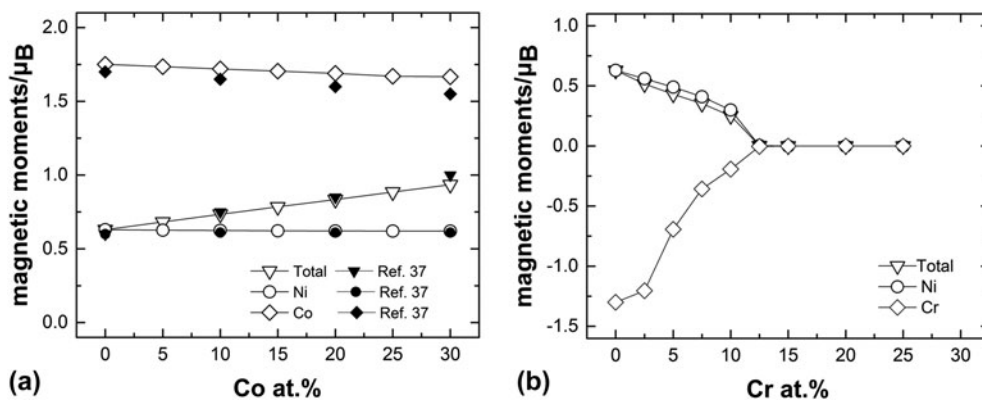 2.0
1.5
1.0
0.5
0.0
magnetic moments/μB
Total
Ni
Co
Ref. 37
Ref. 37
Ref. 37
0 5 10 15 20 25 30
(a)
Co at.%
1.0
0.5
0.0
-0.5
-1.0
-1.5
magnetic moments/μB
Total
Ni
Cr
0 5 10 15 20 25 30
(b)
Cr at.%